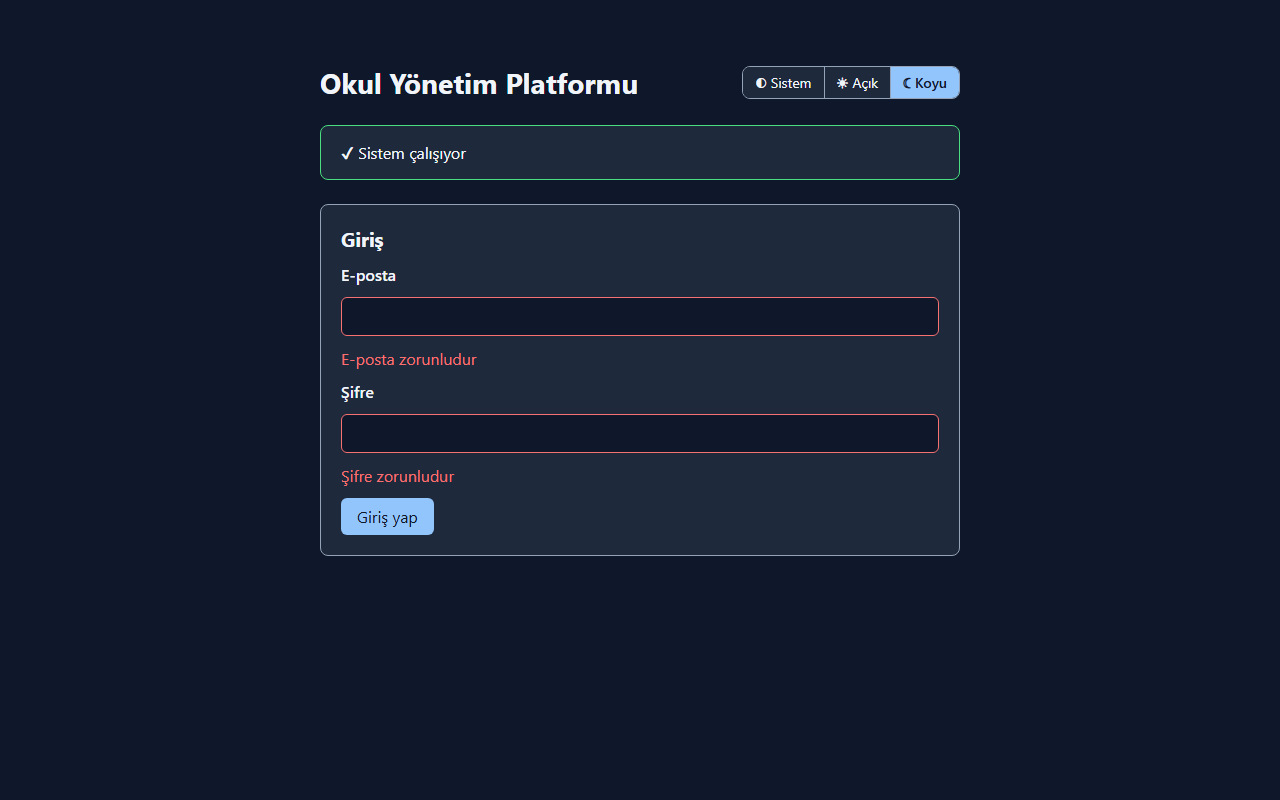 Okul Yönetim Platformu
◐ Sistem
☀ Açık
☾ Koyu
✓ Sistem çalışıyor
Giriş
E-posta
E-posta zorunludur
Şifre
Şifre zorunludur
Giriş yap